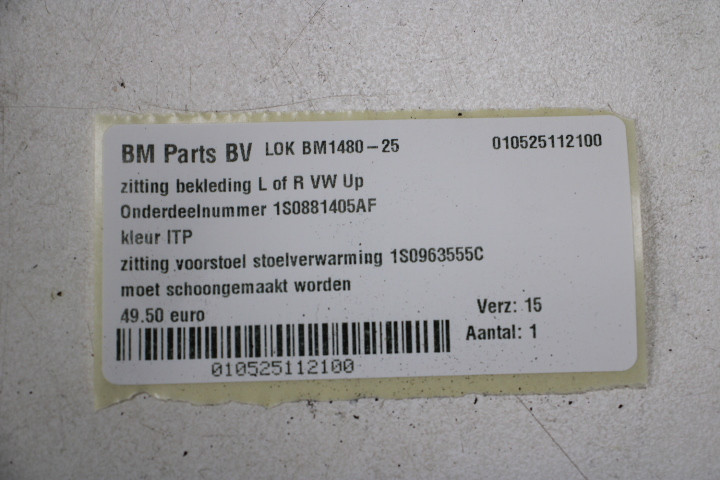 BM Parts BV LOK BM1480-25 010525112100
zitting bekleding L of R VW Up
Onderdeelnummer 1S0881405AF
kleur ITP
zitting voorstoel stoelverwarming 1S0963555C
moet schoongemaakt worden
49.50 euro Verz: 15
Aantal: 1
010525112100